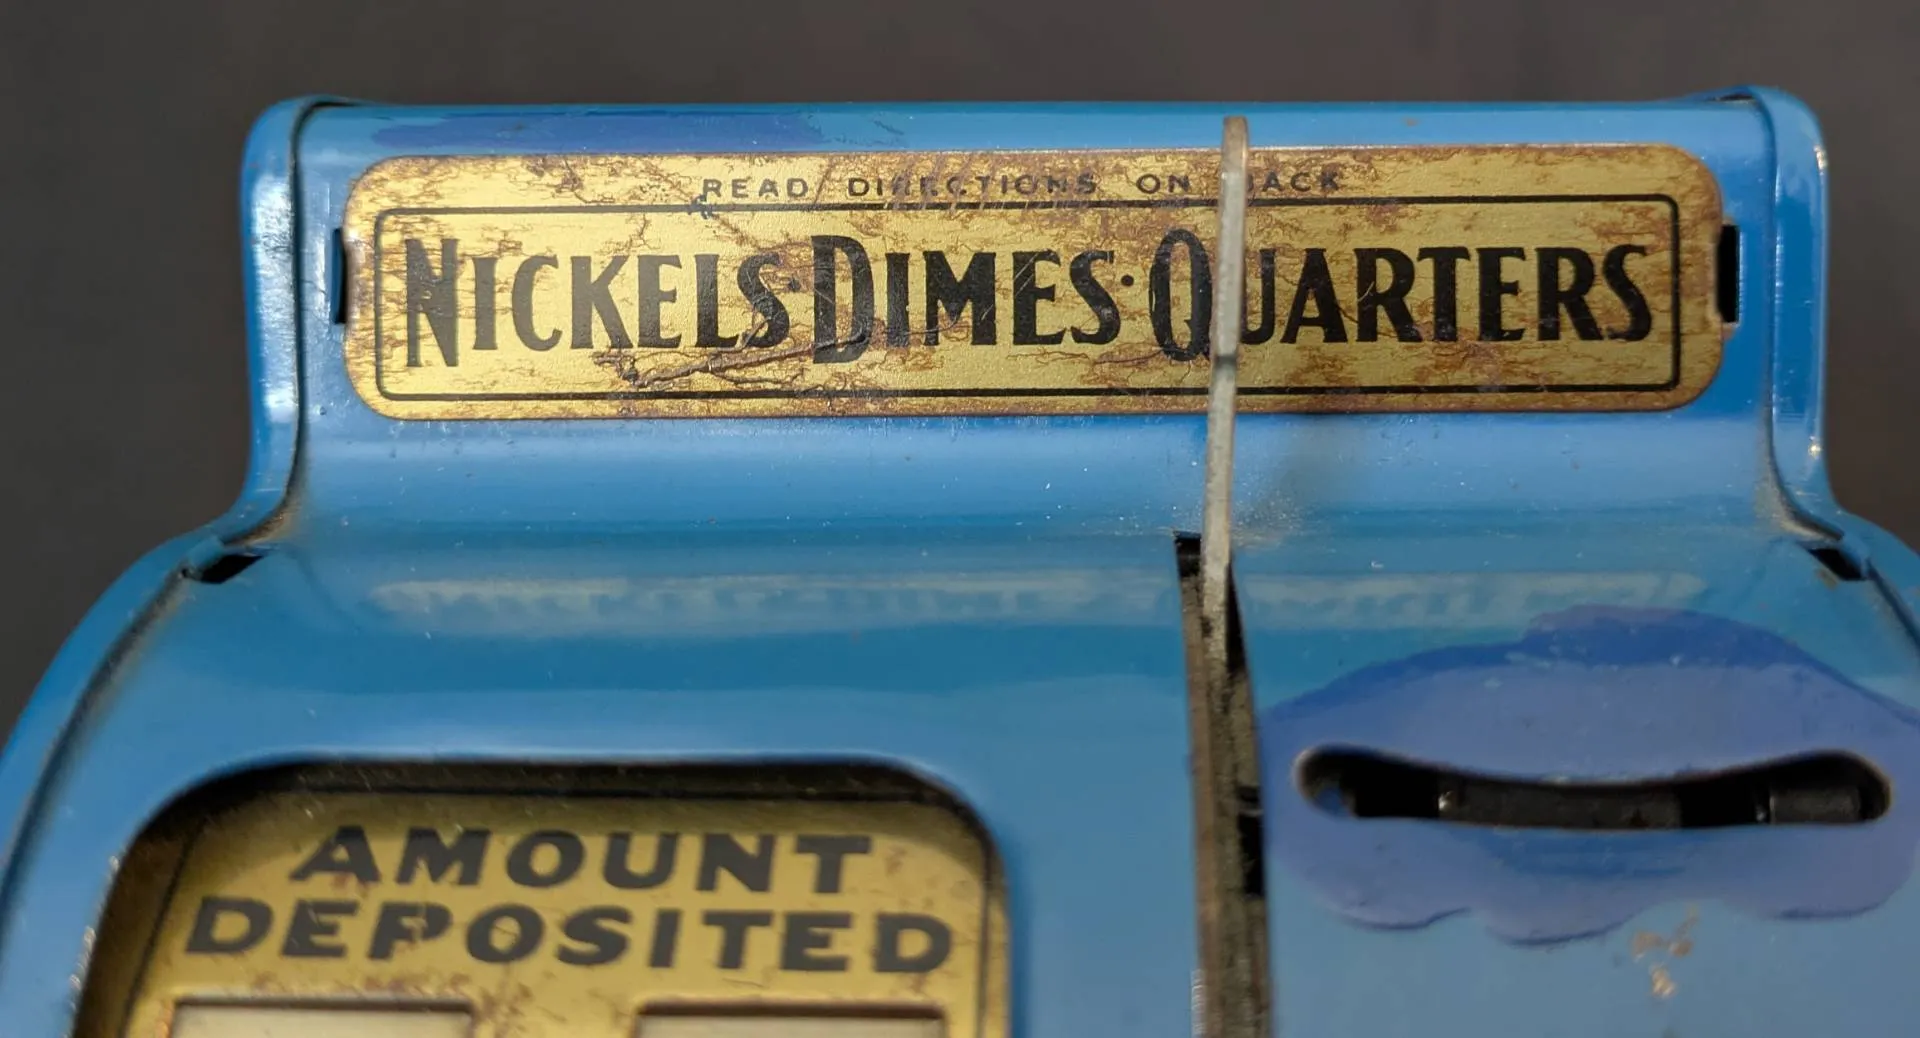 READ DIRECTIONS ON BACK
NICKELS·DIMES·QUARTERS
AMOUNT
DEPOSITED